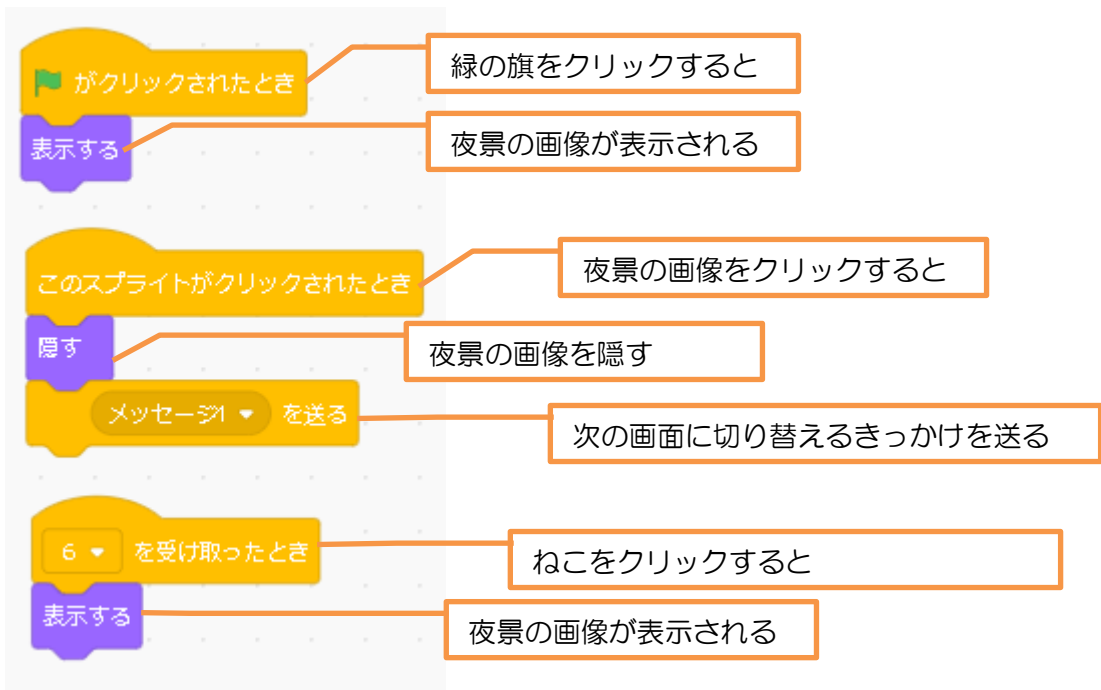 がクリックされたとき
緑の旗をクリックすると
表示する
夜景の画像が表示される
このスプライトがクリックされたとき
夜景の画像をクリックすると
隠す
夜景の画像を隠す
メッセージ1 を送る
次の画面に切り替えるきっかけを送る
6 を受け取ったとき
ねこをクリックすると
表示する
夜景の画像が表示される